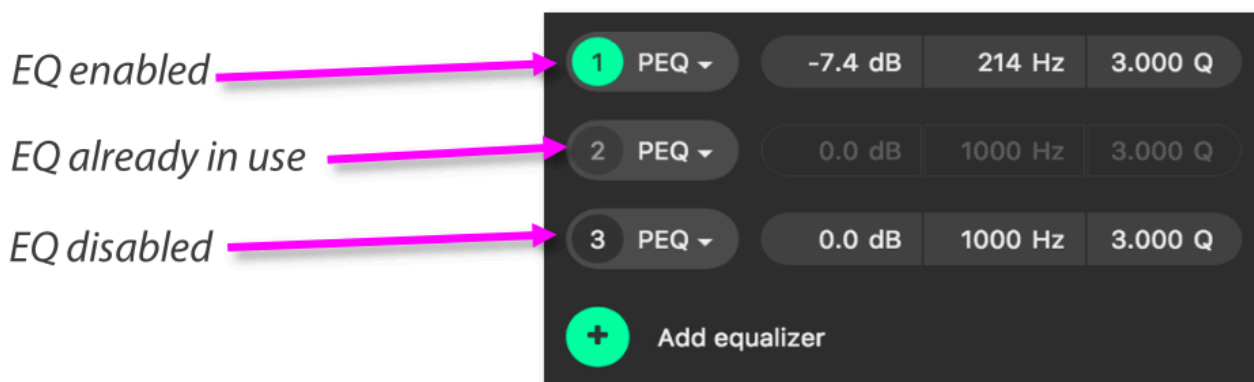 EQ enabled
1 PEQ -7.4 dB 214 Hz 3.000 Q
EQ already in use
2 PEQ 0.0 dB 1000 Hz 3.000 Q
EQ disabled
3 PEQ 0.0 dB 1000 Hz 3.000 Q
+ Add equalizer